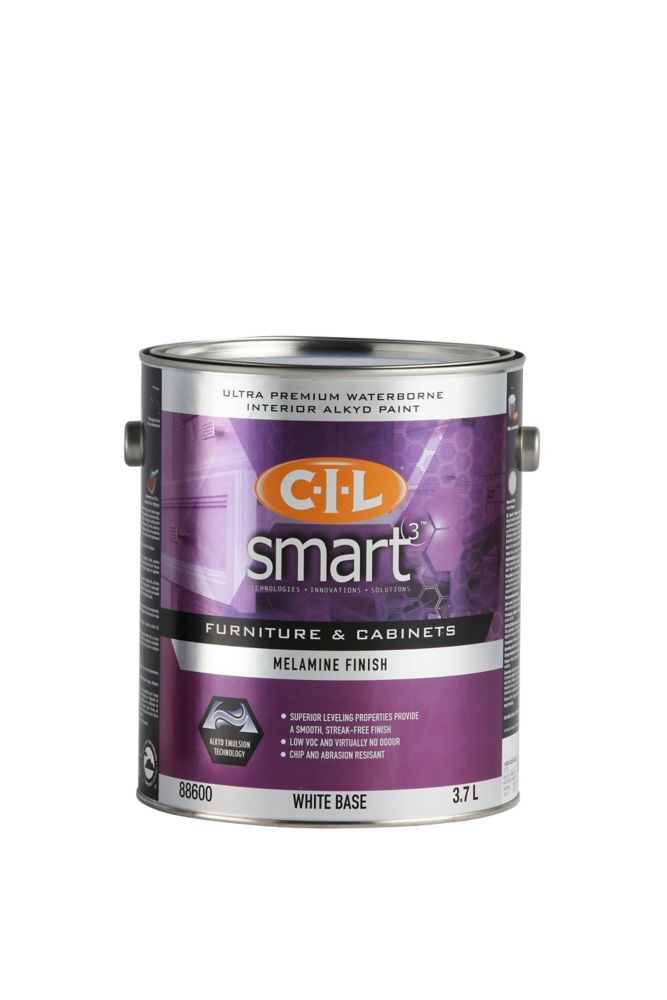 ULTRA PREMIUM WATERBORNE
INTERIOR ALKYD PAINT
C·I·L
smart3™
TECHNOLOGIES • INNOVATIONS • SOLUTIONS
FURNITURE & CABINETS
MELAMINE FINISH
ALKYD EMULSION
TECHNOLOGY
• SUPERIOR LEVELING PROPERTIES PROVIDE
A SMOOTH, STREAK-FREE FINISH
• LOW VOC AND VIRTUALLY NO ODOUR
• CHIP AND ABRASION RESISANT
88600 WHITE BASE 3.7 L